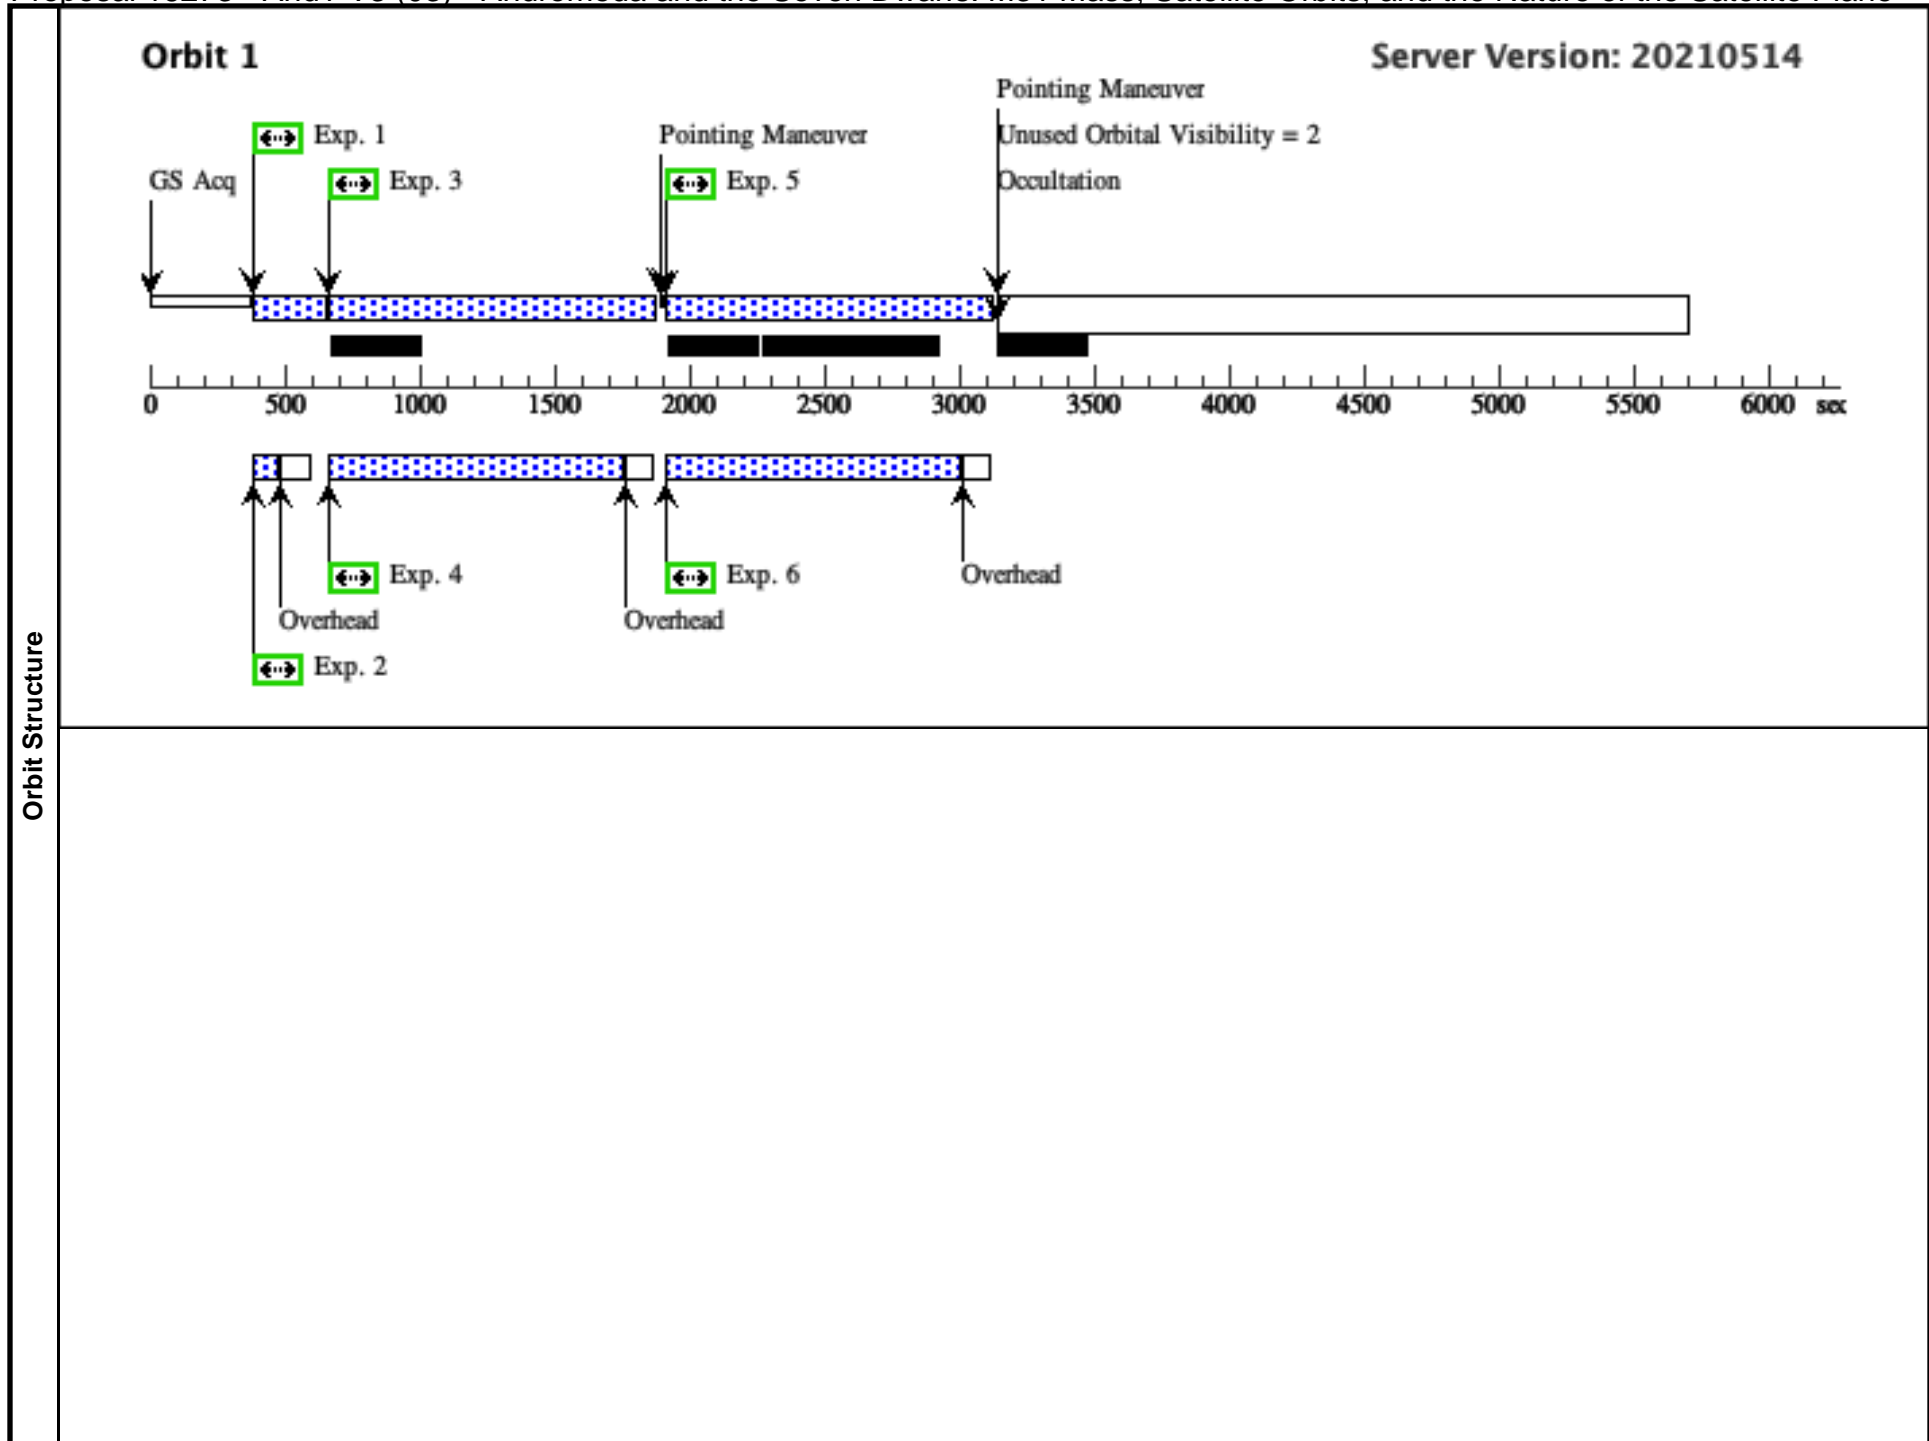 Orbit 1
Server Version: 20210514
Pointing Maneuver
Exp. 1
Pointing Maneuver
Unused Orbital Visibility = 2
GS Acq
Exp. 3
Exp. 5
Occultation
0 500 1000 1500 2000 2500 3000 3500 4000 4500 5000 5500 6000 sec
Exp. 4
Exp. 6
Overhead
Overhead
Overhead
Exp. 2
Orbit Structure